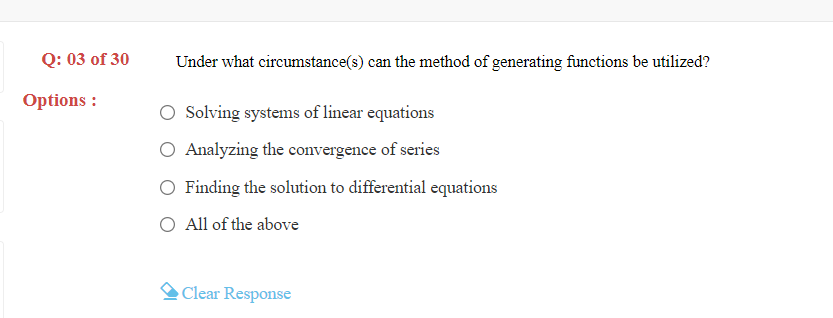 Q: 03 of 30
Under what circumstance(s) can the method of generating functions be utilized?
Options :
Solving systems of linear equations
Analyzing the convergence of series
Finding the solution to differential equations
All of the above
Clear Response